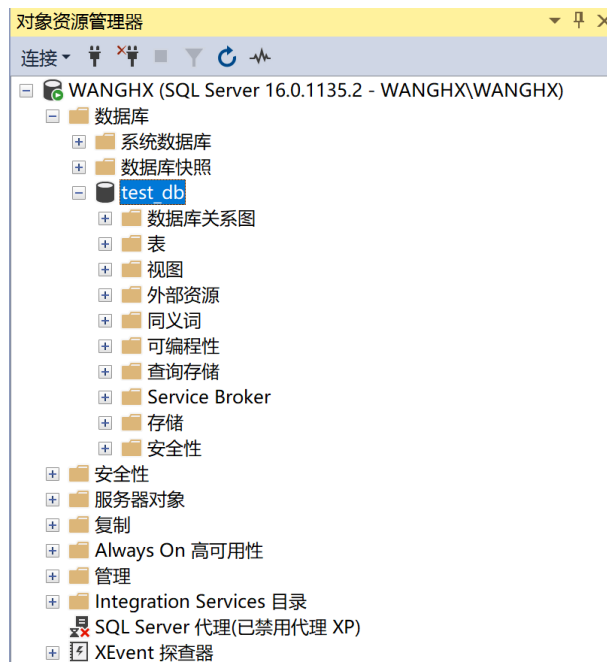 对象资源管理器
连接
WANGHX (SQL Server 16.0.1135.2 - WANGHX\WANGHX)
数据库
系统数据库
数据库快照
test_db
数据库关系图
表
视图
外部资源
同义词
可编程性
查询存储
Service Broker
存储
安全性
安全性
服务器对象
复制
Always On 高可用性
管理
Integration Services 目录
SQL Server 代理(已禁用代理 XP)
XEvent 探查器